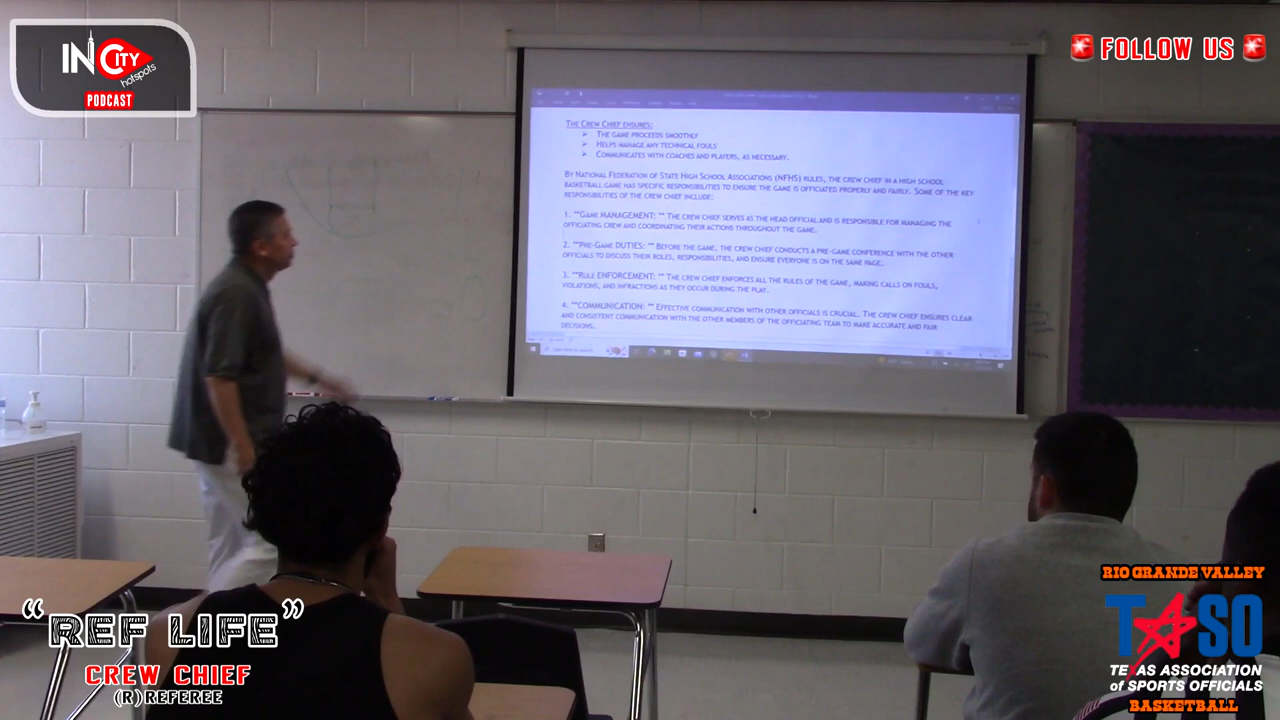 IN CITY
hotspots
PODCAST
🚨 FOLLOW US 🚨
THE CREW CHIEF ENSURES:
➢ THE GAME PROCEEDS SMOOTHLY
➢ HELPS MANAGE ANY TECHNICAL FOULS
➢ COMMUNICATES WITH COACHES AND PLAYERS, AS NECESSARY.
BY NATIONAL FEDERATION OF STATE HIGH SCHOOL ASSOCIATIONS (NFHS) RULES, THE CREW CHIEF IN A HIGH SCHOOL
BASKETBALL GAME HAS SPECIFIC RESPONSIBILITIES TO ENSURE THE GAME IS OFFICIATED PROPERLY AND FAIRLY. SOME OF THE KEY
RESPONSIBILITIES OF THE CREW CHIEF INCLUDE:
1. **GAME MANAGEMENT: ** THE CREW CHIEF SERVES AS THE HEAD OFFICIAL AND IS RESPONSIBLE FOR MANAGING THE
OFFICIATING CREW AND COORDINATING THEIR ACTIONS THROUGHOUT THE GAME.
2. **PRE-GAME DUTIES: ** BEFORE THE GAME, THE CREW CHIEF CONDUCTS A PRE-GAME CONFERENCE WITH THE OTHER
OFFICIALS TO DISCUSS THEIR ROLES, RESPONSIBILITIES, AND ENSURE EVERYONE IS ON THE SAME PAGE.
3. **RULE ENFORCEMENT: ** THE CREW CHIEF ENFORCES ALL THE RULES OF THE GAME, MAKING CALLS ON FOULS,
VIOLATIONS, AND INFRACTIONS AS THEY OCCUR DURING THE PLAY.
4. **COMMUNICATION: ** EFFECTIVE COMMUNICATION WITH OTHER OFFICIALS IS CRUCIAL. THE CREW CHIEF ENSURES CLEAR
AND CONSISTENT COMMUNICATION WITH THE OTHER MEMBERS OF THE OFFICIATING TEAM TO MAKE ACCURATE AND FAIR
DECISIONS.
“REF LIFE”
CREW CHIEF
(R)REFEREE
RIO GRANDE VALLEY
TASO
TEXAS ASSOCIATION
of SPORTS OFFICIALS
BASKETBALL